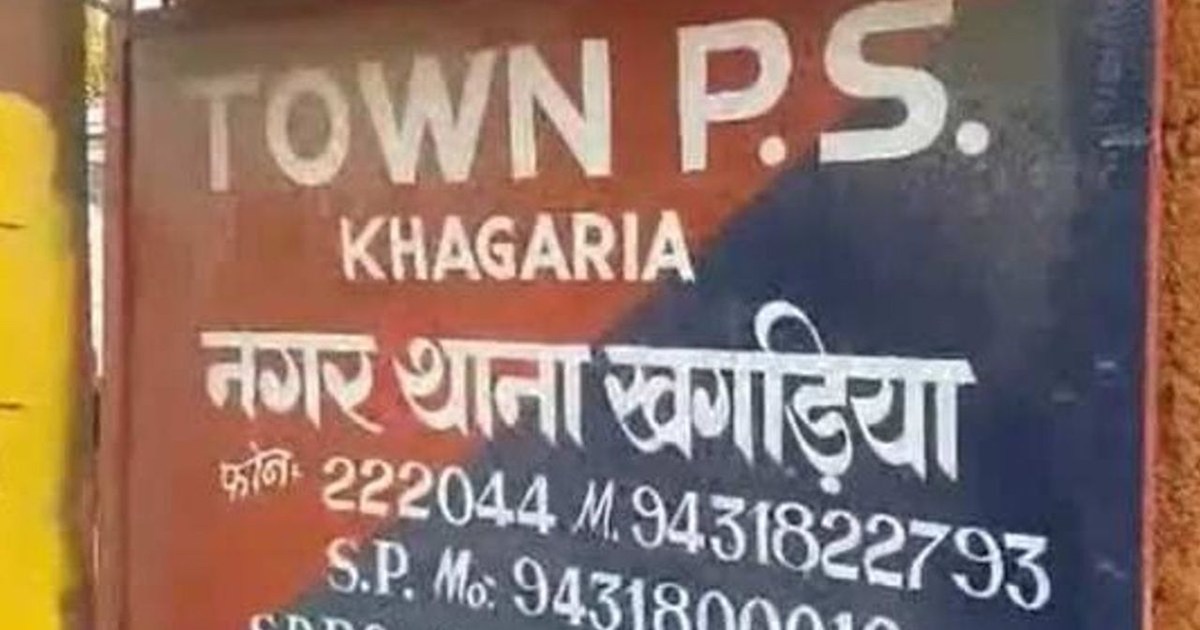 TOWN P.S.
KHAGARIA
नगर थाना खगड़िया
फोन: 222044 M. 9431822793
S.P. Mo: